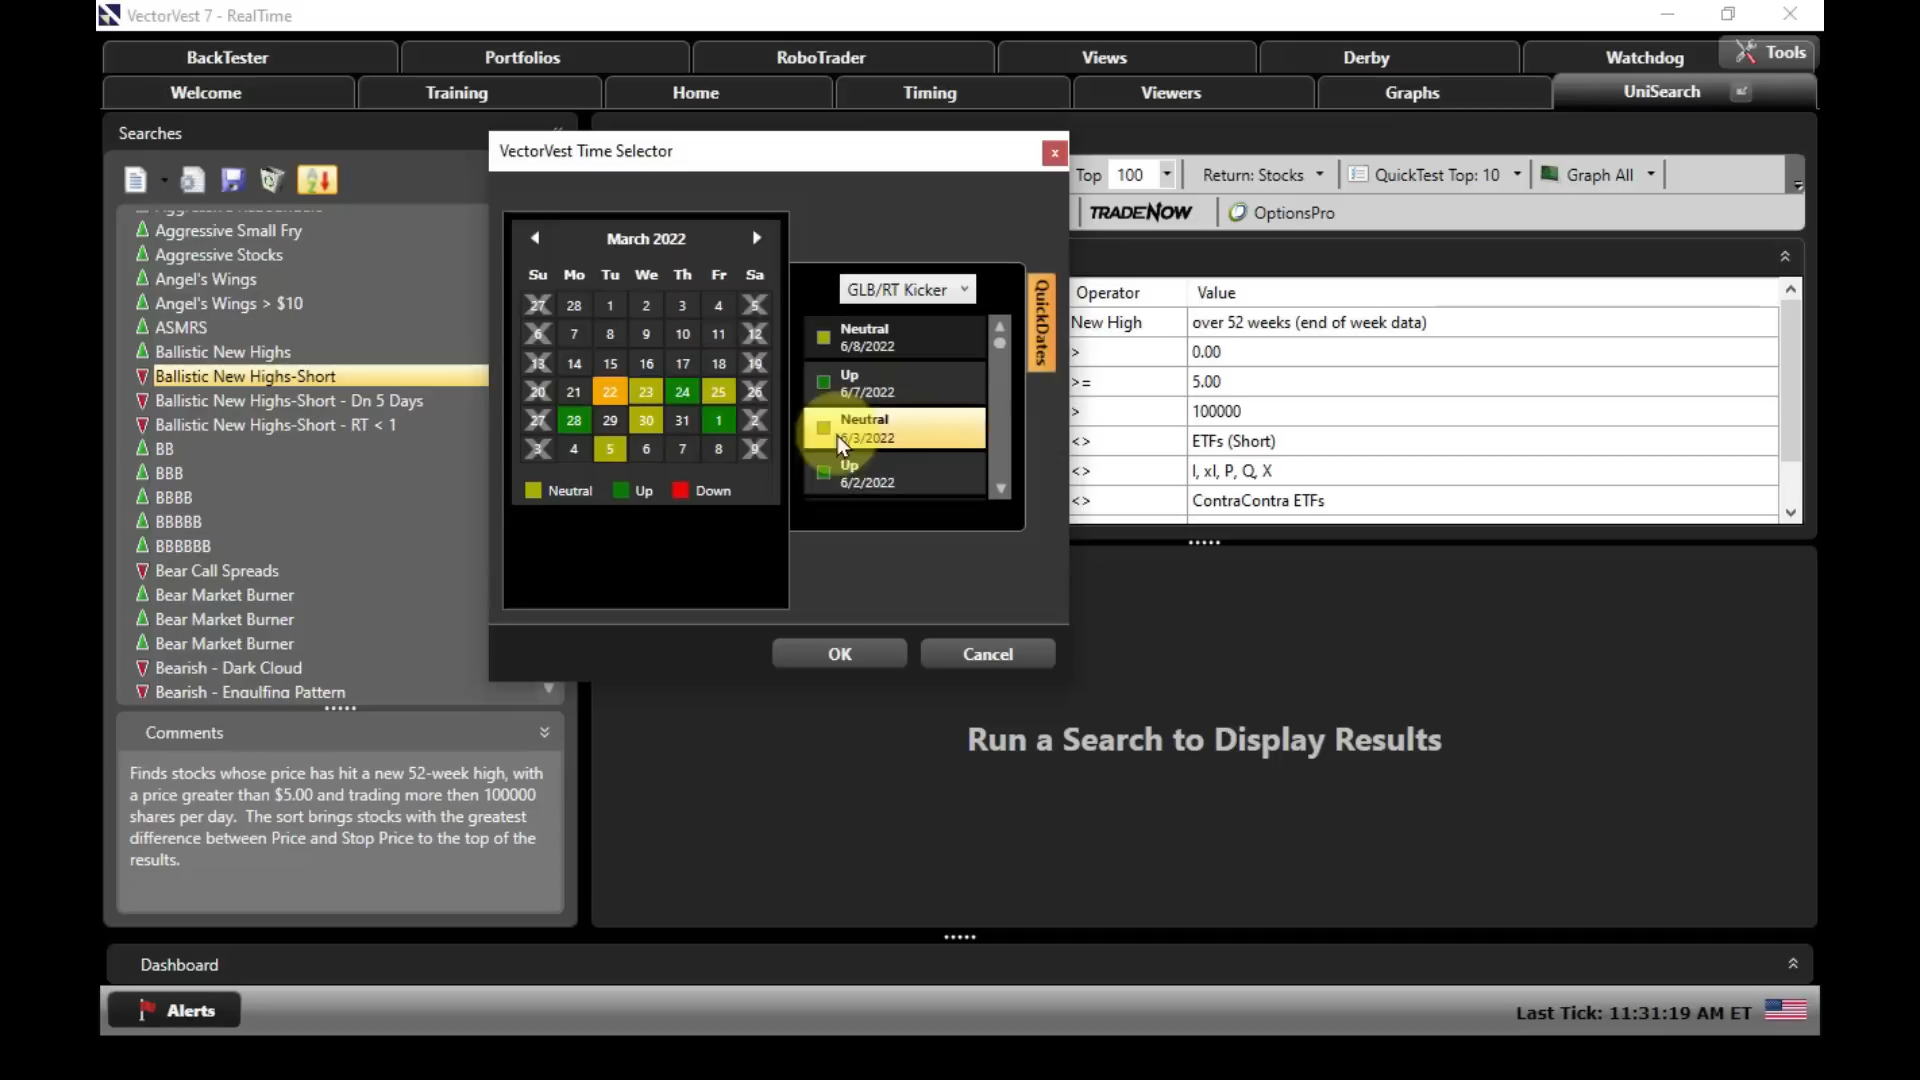 VectorVest 7 - RealTime
BackTester
Portfolios
RoboTrader
Views
Derby
Watchdog
Tools
Welcome
Training
Home
Timing
Viewers
Graphs
UniSearch
Searches
Aggressive Small Fry
Aggressive Stocks
Angel's Wings
Angel's Wings > $10
ASMRS
Ballistic New Highs
Ballistic New Highs-Short
Ballistic New Highs-Short - Dn 5 Days
Ballistic New Highs-Short - RT < 1
BB
BBB
BBBB
BBBBB
BBBBBB
Bear Call Spreads
Bear Market Burner
Bear Market Burner
Bear Market Burner
Bearish - Dark Cloud
Bearish - Engulfing Pattern
Comments
Finds stocks whose price has hit a new 52-week high, with
a price greater than $5.00 and trading more then 100000
shares per day. The sort brings stocks with the greatest
difference between Price and Stop Price to the top of the
results.
VectorVest Time Selector
x
March 2022
Su Mo Tu We Th Fr Sa
27 28 1 2 3 4 5
6 7 8 9 10 11 12
13 14 15 16 17 18 19
20 21 22 23 24 25 26
27 28 29 30 31 1 2
3 4 5 6 7 8 9
Neutral Up Down
GLB/RT Kicker
Neutral
6/8/2022
Up
6/7/2022
Neutral
6/3/2022
Up
6/2/2022
QuickDates
OK
Cancel
Top 100
Return: Stocks
QuickTest Top: 10
Graph All
TRADENOW
OptionsPro
Operator Value
New High over 52 weeks (end of week data)
> 0.00
>= 5.00
> 100000
<> ETFs (Short)
<> I, xI, P, Q, X
<> ContraContra ETFs
Run a Search to Display Results
Dashboard
Alerts
Last Tick: 11:31:19 AM ET